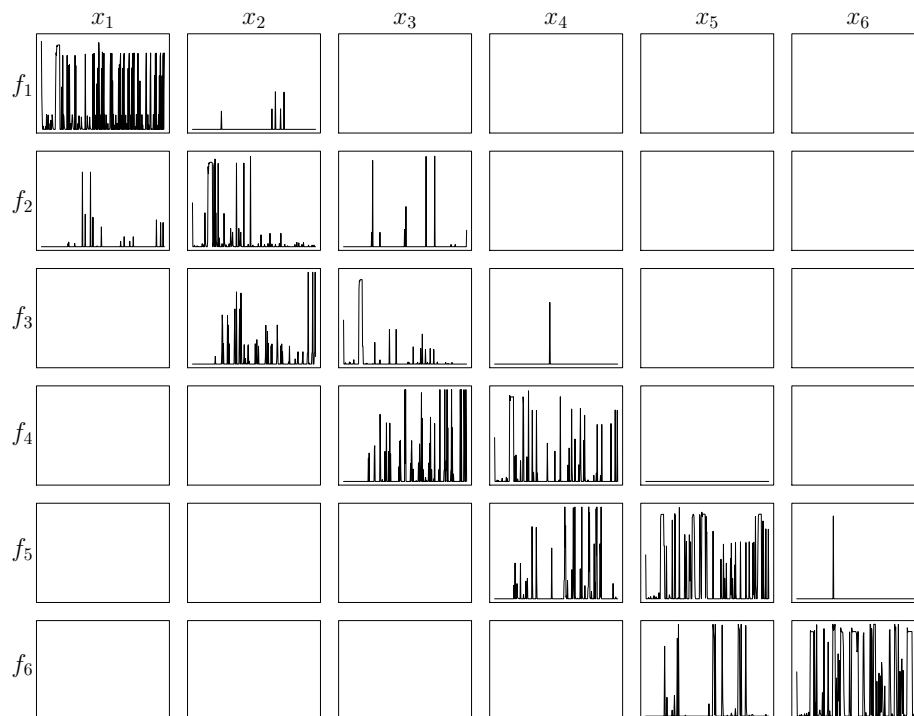 x₁ x₂ x₃ x₄ x₅ x₆
f₁
f₂
f₃
f₄
f₅
f₆